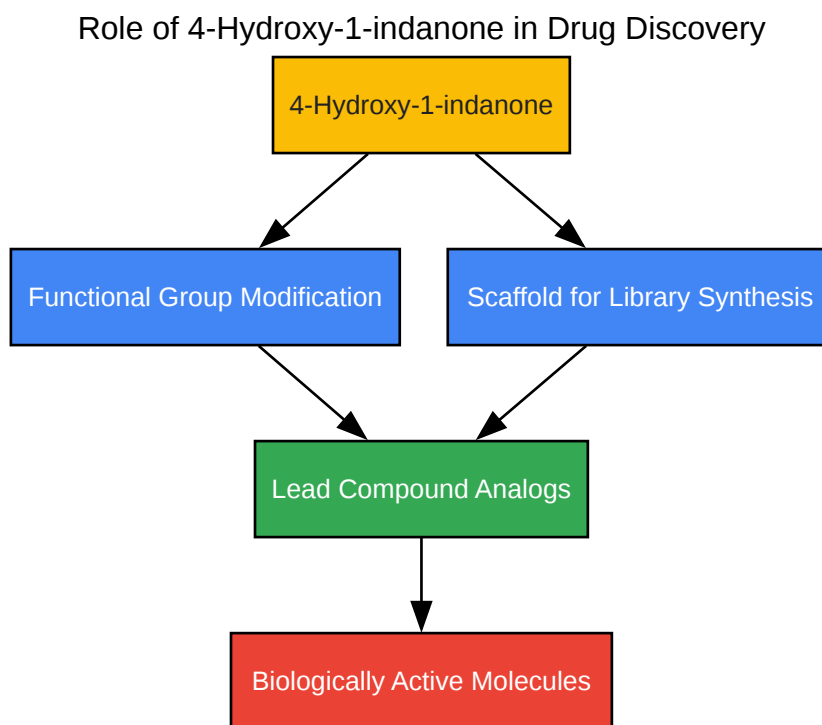 Role of 4-Hydroxy-1-indanone in Drug Discovery
4-Hydroxy-1-indanone
Functional Group Modification
Scaffold for Library Synthesis
Lead Compound Analogs
Biologically Active Molecules